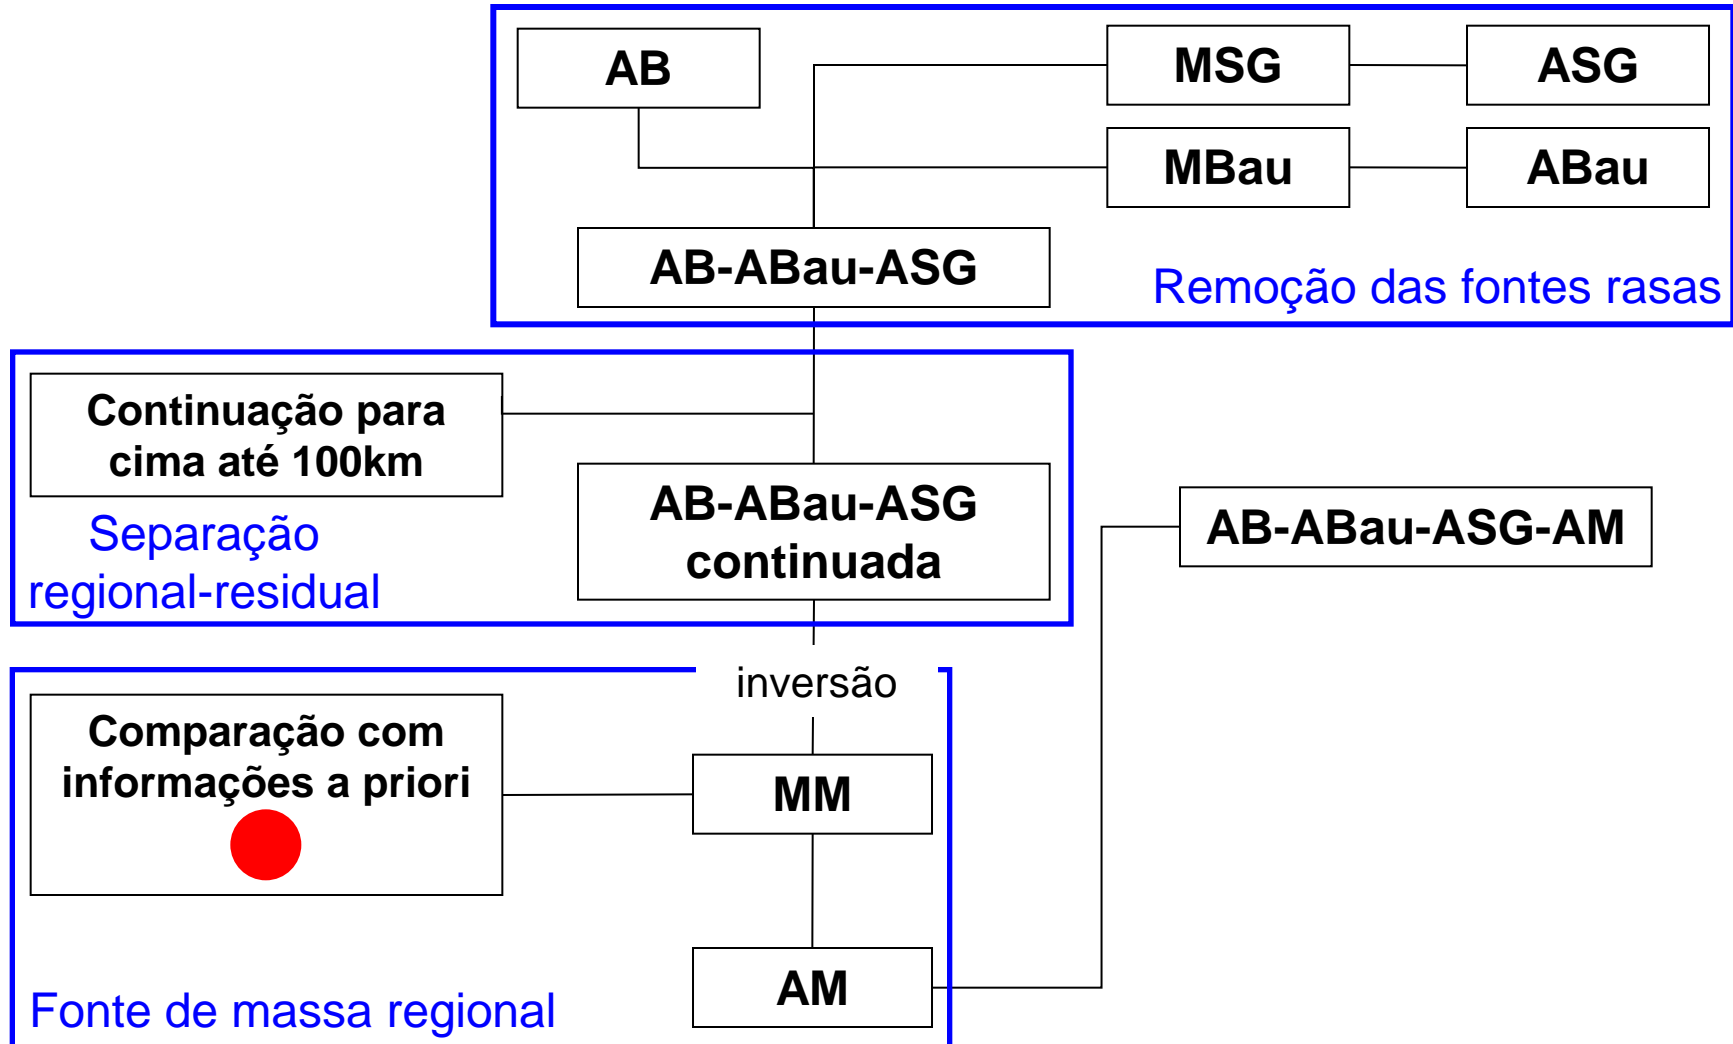 AB
MSG
ASG
MBau
ABau
AB-ABau-ASG
Remoção das fontes rasas
Continuação para
cima até 100km
AB-ABau-ASG
continuada
AB-ABau-ASG-AM
Separação
regional-residual
inversão
Comparação com
informações a priori
MM
AM
Fonte de massa regional